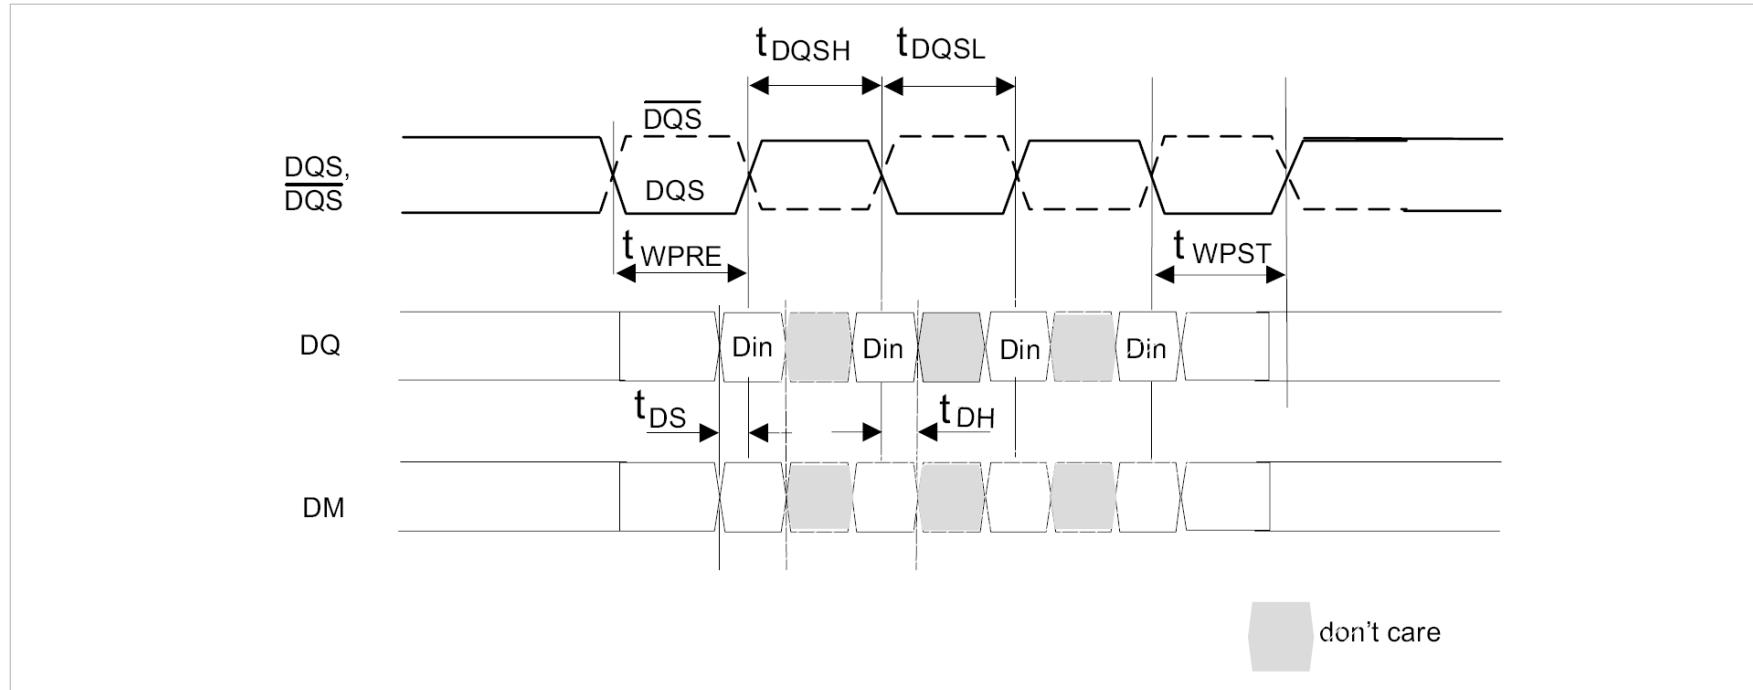 tDQSH
tDQSL
DQS
DQS,
DQS
DQS
tWPRE
tWPST
DQ
Din
Din
Din
Din
tDS
tDH
DM
don't care